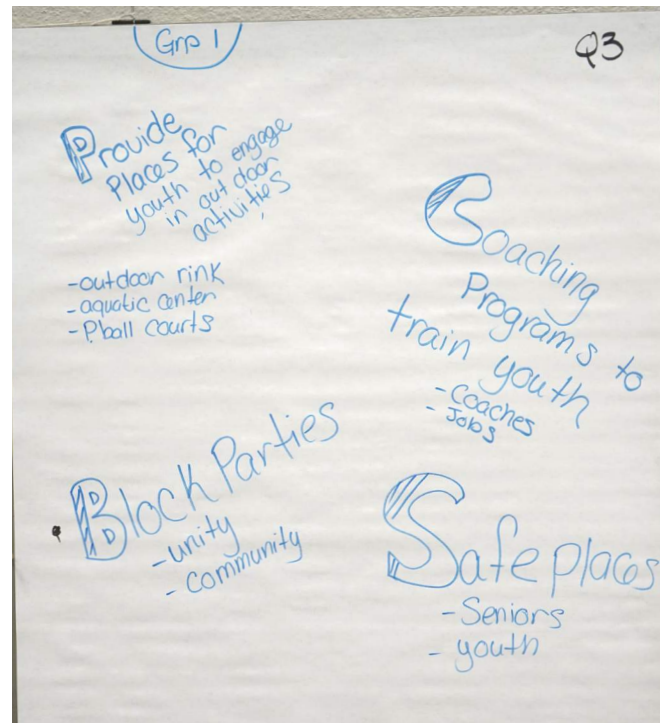 Grp 1
Q3
Provide
Places for
youth to engage
in out door
activities
-outdoor rink
-aquatic center
-Pball courts
Coaching
Programs to
train youth
-Coaches
- Jobs
Block Parties
-unity
- community
Safe places
-Seniors
- youth